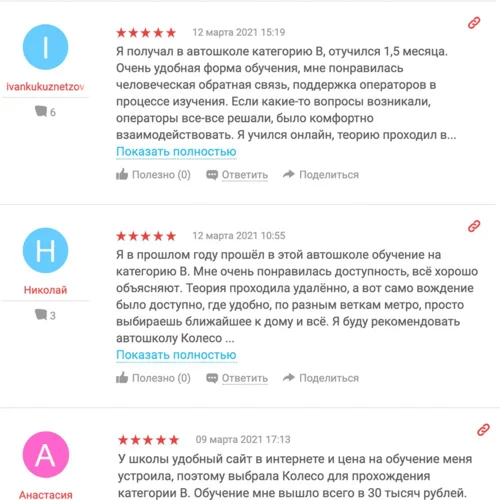 I
ivankukuznetzov
6
12 марта 2021 15:19
Я получал в автошколе категорию В, отучился 1,5 месяца.
Очень удобная форма обучения, мне понравилась
человеческая обратная связь, поддержка операторов в
процессе изучения. Если какие-то вопросы возникали,
операторы все-все решали, было комфортно
взаимодействовать. Я учился онлайн, теорию проходил в...
Показать полностью
Полезно (0) Ответить Поделиться
Н
Николай
3
12 марта 2021 10:55
Я в прошлом году прошёл в этой автошколе обучение на
категорию В. Мне очень понравилась доступность, всё хорошо
объясняют. Теория проходила удалённо, а вот само вождение
было доступно, где удобно, по разным веткам метро, просто
выбираешь ближайшее к дому и всё. Я буду рекомендовать
автошколу Колесо ...
Показать полностью
Полезно (0) Ответить Поделиться
А
Анастасия
09 марта 2021 17:13
У школы удобный сайт в интернете и цена на обучение меня
устроила, поэтому выбрала Колесо для прохождения
категории В. Обучение мне вышло всего в 30 тысяч рублей.